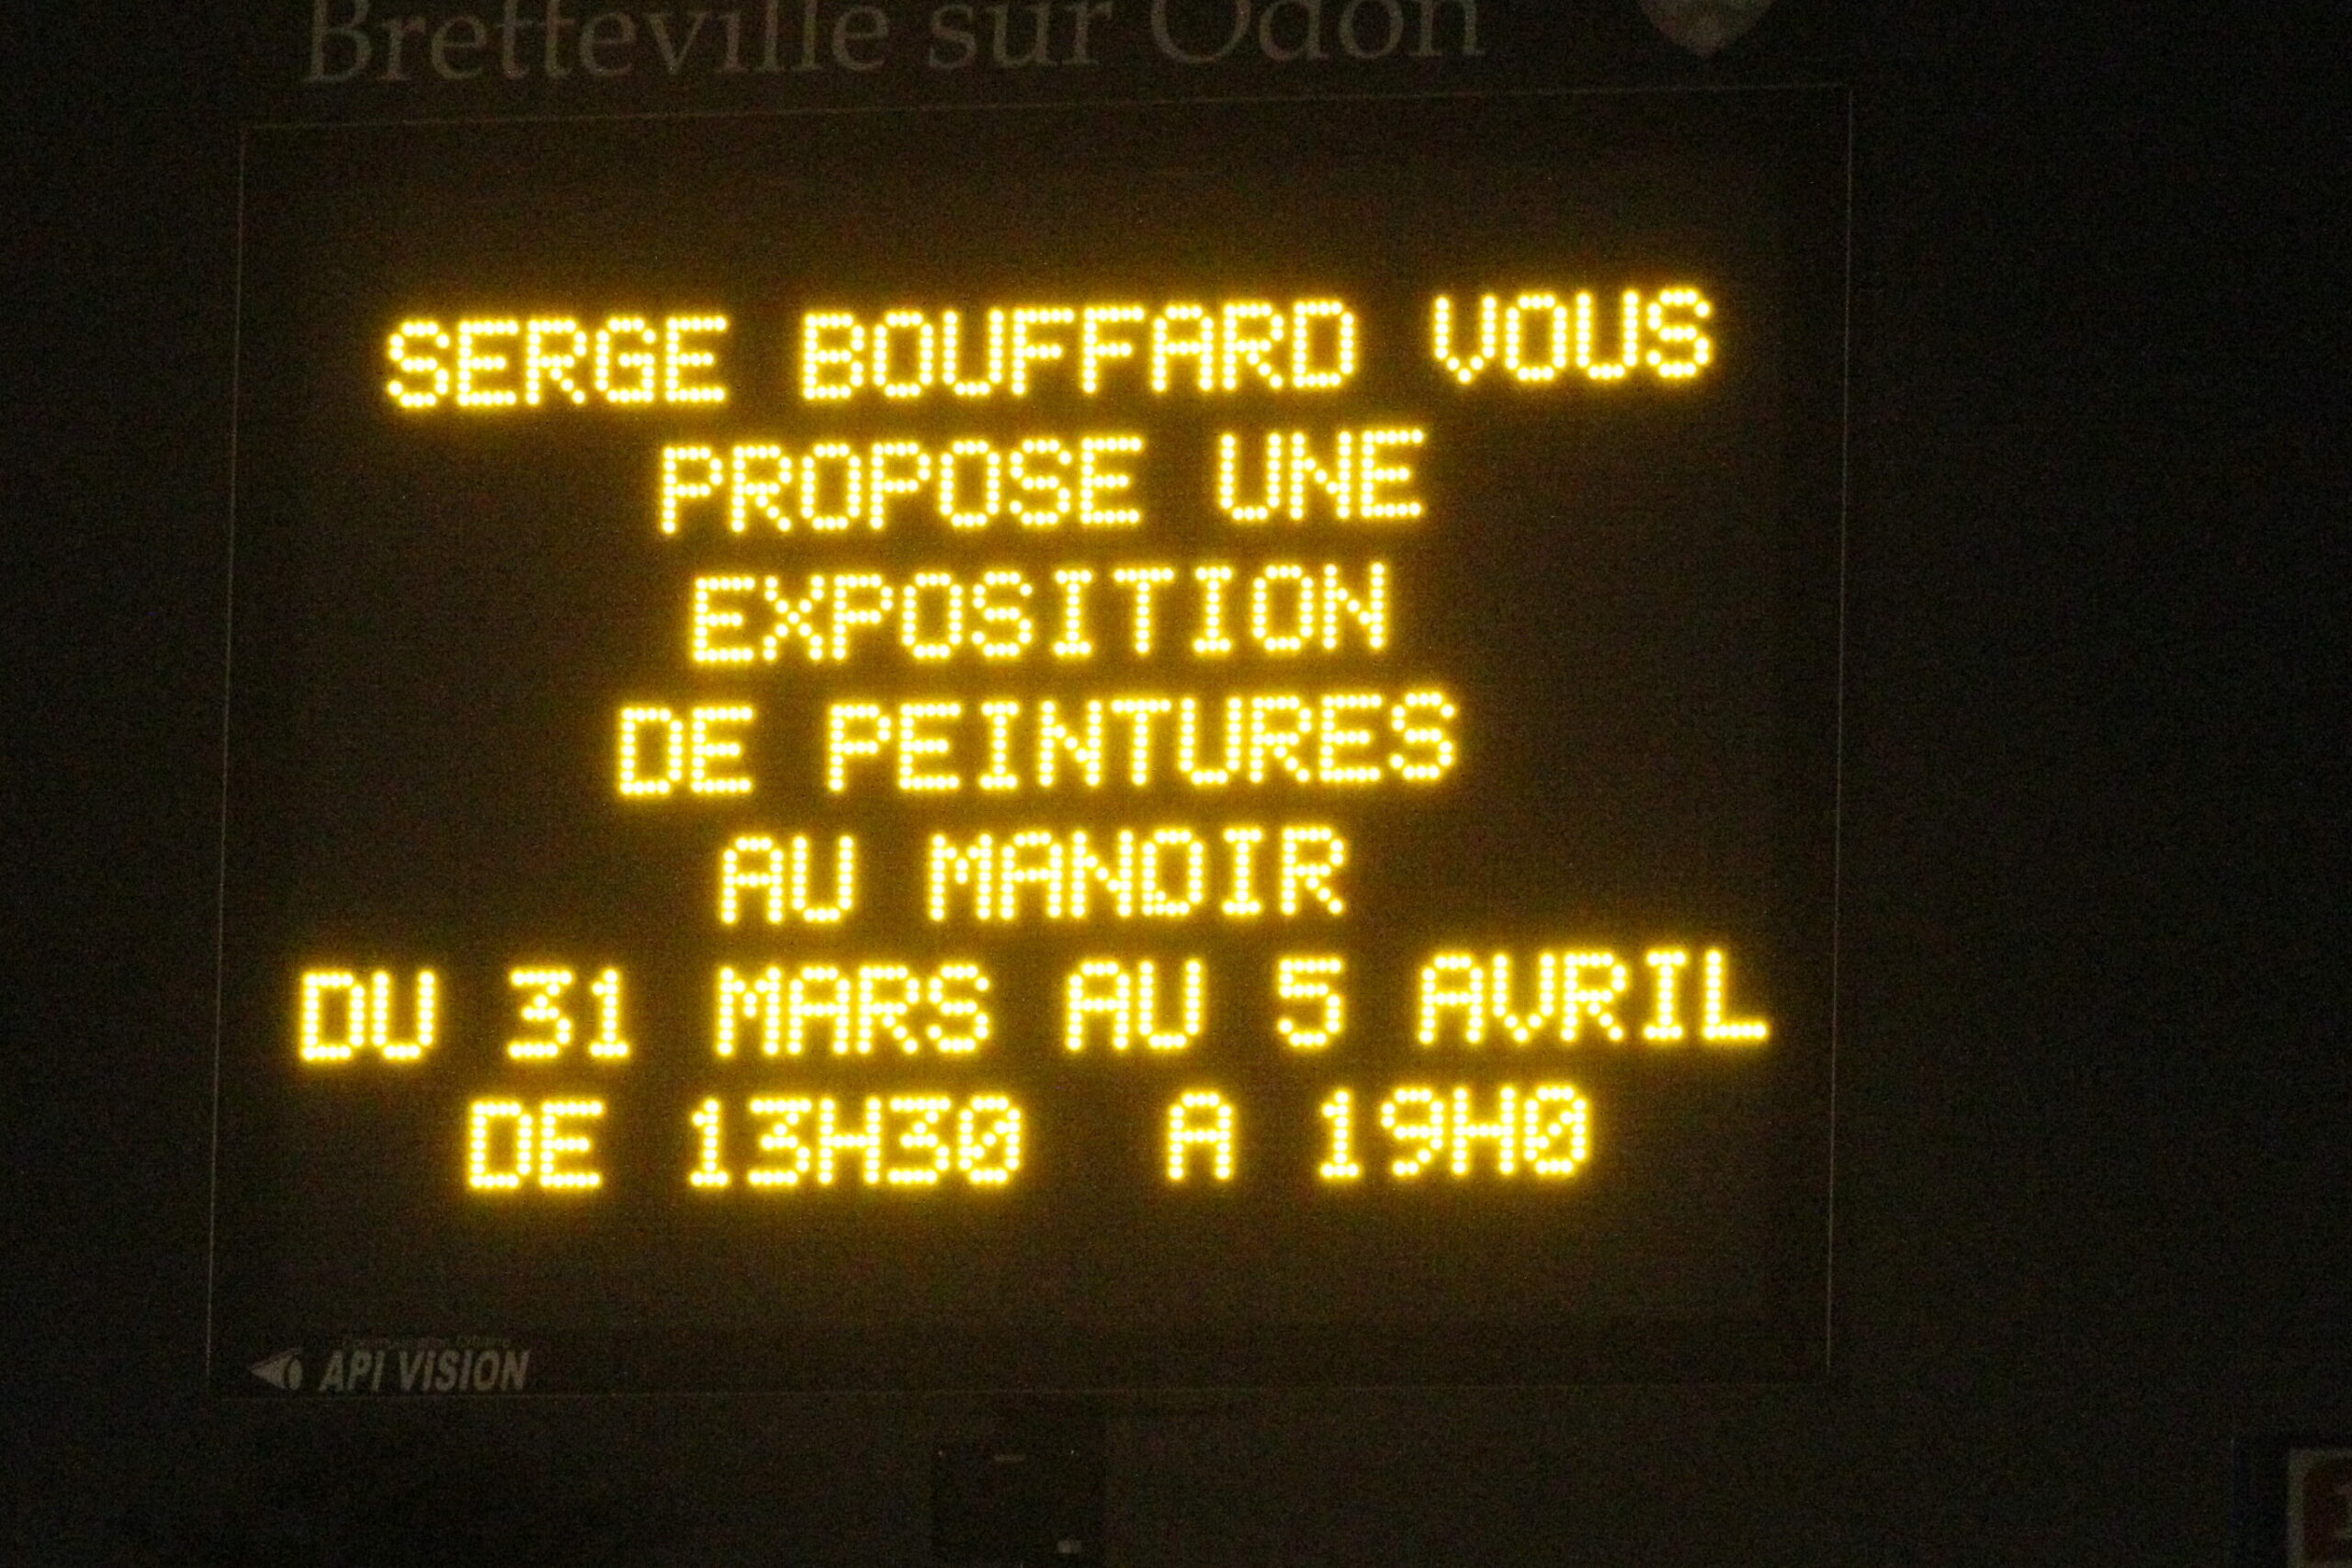 Bretteville sur Odon
SERGE BOUFFARD VOUS
PROPOSE UNE
EXPOSITION
DE PEINTURES
AU MANOIR
DU 31 MARS AU 5 AVRIL
DE 13H30  A 19H0
API VISION